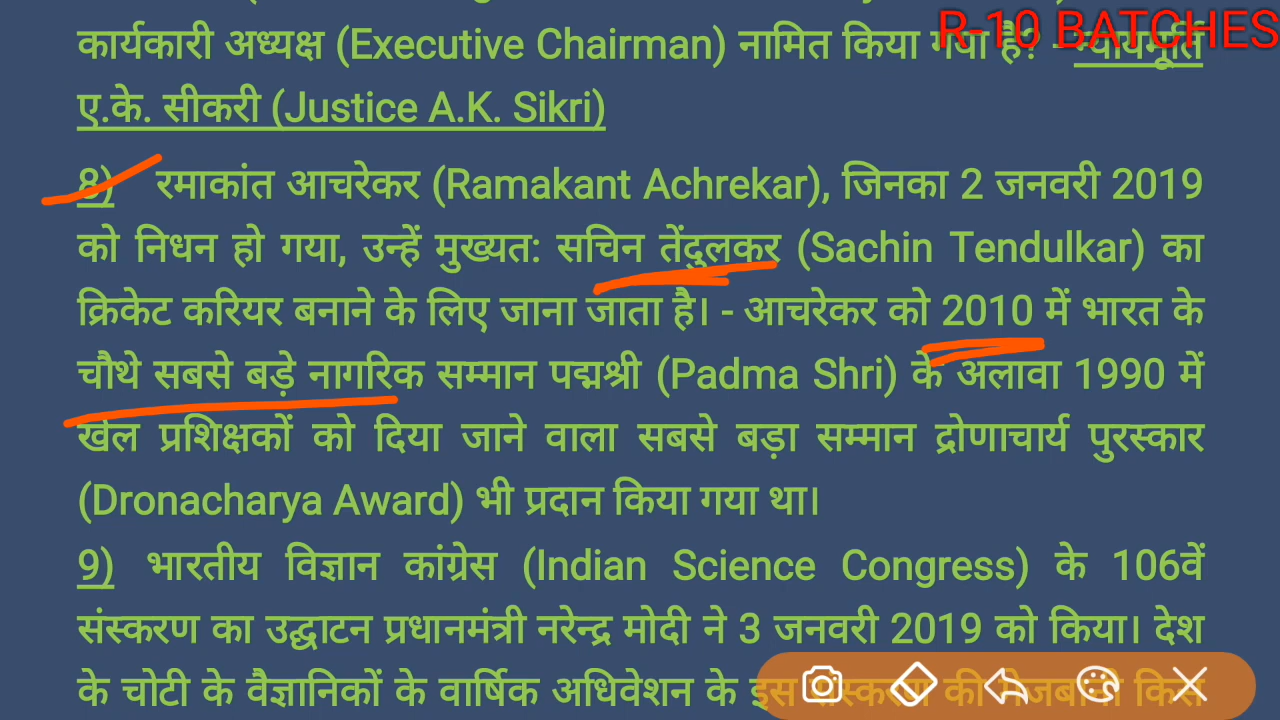 R-10 BATCHES
कार्यकारी अध्यक्ष (Executive Chairman) नामित किया गया है? - न्यायमूर्ति
ए.के. सीकरी (Justice A.K. Sikri)
8) रमाकांत आचरेकर (Ramakant Achrekar), जिनका 2 जनवरी 2019
को निधन हो गया, उन्हें मुख्यत: सचिन तेंदुलकर (Sachin Tendulkar) का
क्रिकेट करियर बनाने के लिए जाना जाता है। - आचरेकर को 2010 में भारत के
चौथे सबसे बड़े नागरिक सम्मान पद्मश्री (Padma Shri) के अलावा 1990 में
खेल प्रशिक्षकों को दिया जाने वाला सबसे बड़ा सम्मान द्रोणाचार्य पुरस्कार
(Dronacharya Award) भी प्रदान किया गया था।
9) भारतीय विज्ञान कांग्रेस (Indian Science Congress) के 106वें
संस्करण का उद्घाटन प्रधानमंत्री नरेन्द्र मोदी ने 3 जनवरी 2019 को किया। देश
के चोटी के वैज्ञानिकों के वार्षिक अधिवेशन के इस संस्करण की मेजबानी किस